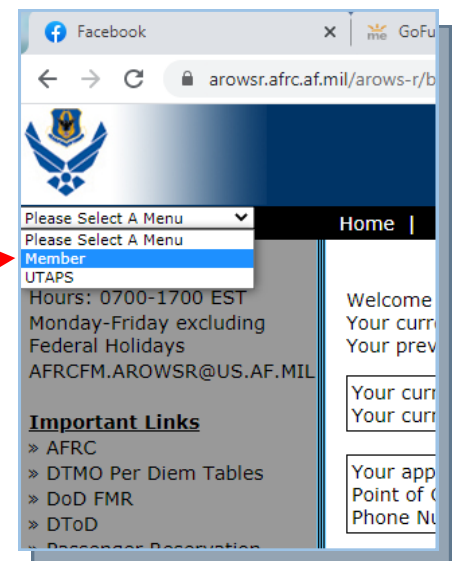 Facebook
GoFu
arowsr.afrc.af.mil/arows-r/b
Please Select A Menu
Home |
Please Select A Menu
Member
UTAPS
Hours: 0700-1700 EST
Monday-Friday excluding
Federal Holidays
AFRCFM.AROWSR@US.AF.MIL
Important Links
» AFRC
» DTMO Per Diem Tables
» DoD FMR
» DToD
» Passenger Reservation
Welcome
Your curr
Your prev
Your curr
Your curr
Your app
Point of
Phone Nu